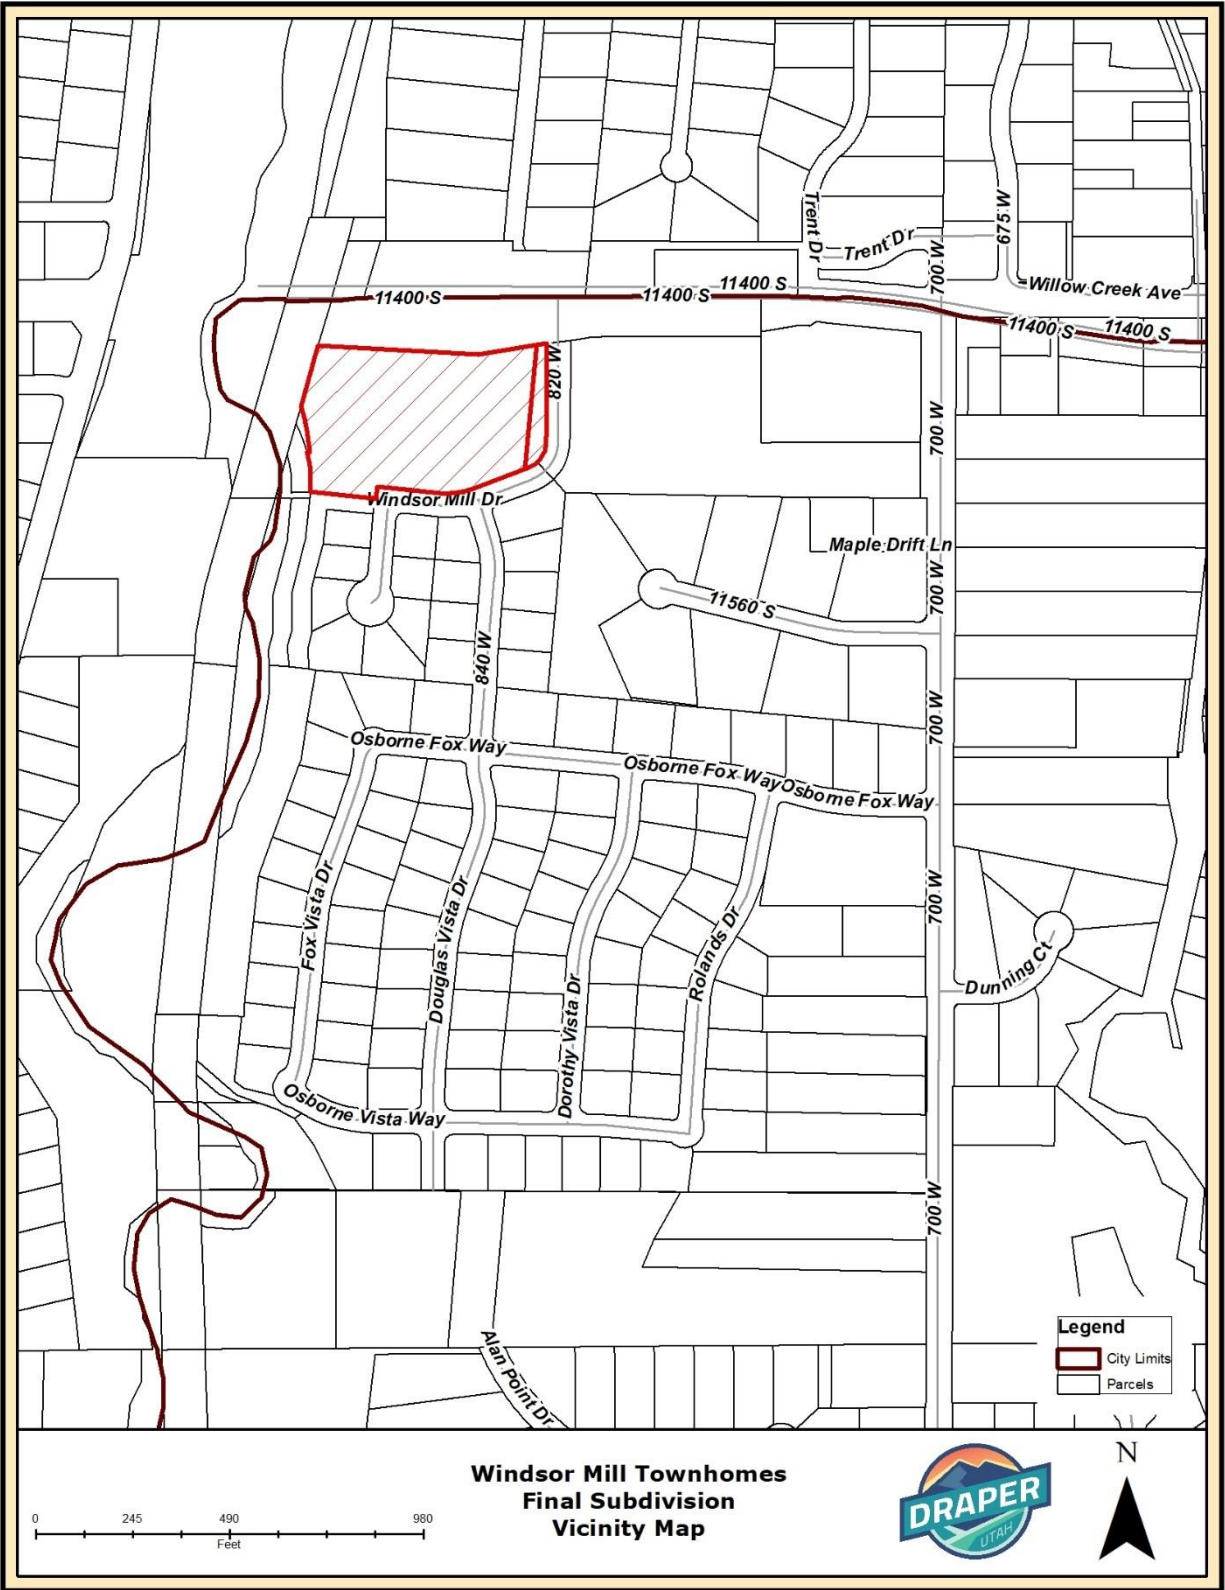 Trent Dr
Trent Dr
675 W
700 W
Willow Creek Ave
11400 S
11400 S
11400 S
11400 S
11400 S
820 W
700 W
Windsor Mill Dr
Maple Drift Ln
700 W
11560 S
840 W
700 W
Osborne Fox Way
Osborne Fox Way
Osborne Fox Way
Fox Vista Dr
Douglas Vista Dr
Dorothy Vista Dr
Rolands Dr
700 W
Dunning Ct
Osborne Vista Way
700 W
Alan Point Dr
Legend
City Limits
Parcels
Windsor Mill Townhomes
Final Subdivision
Vicinity Map
0 245 490 980
Feet
DRAPER
UTAH
N